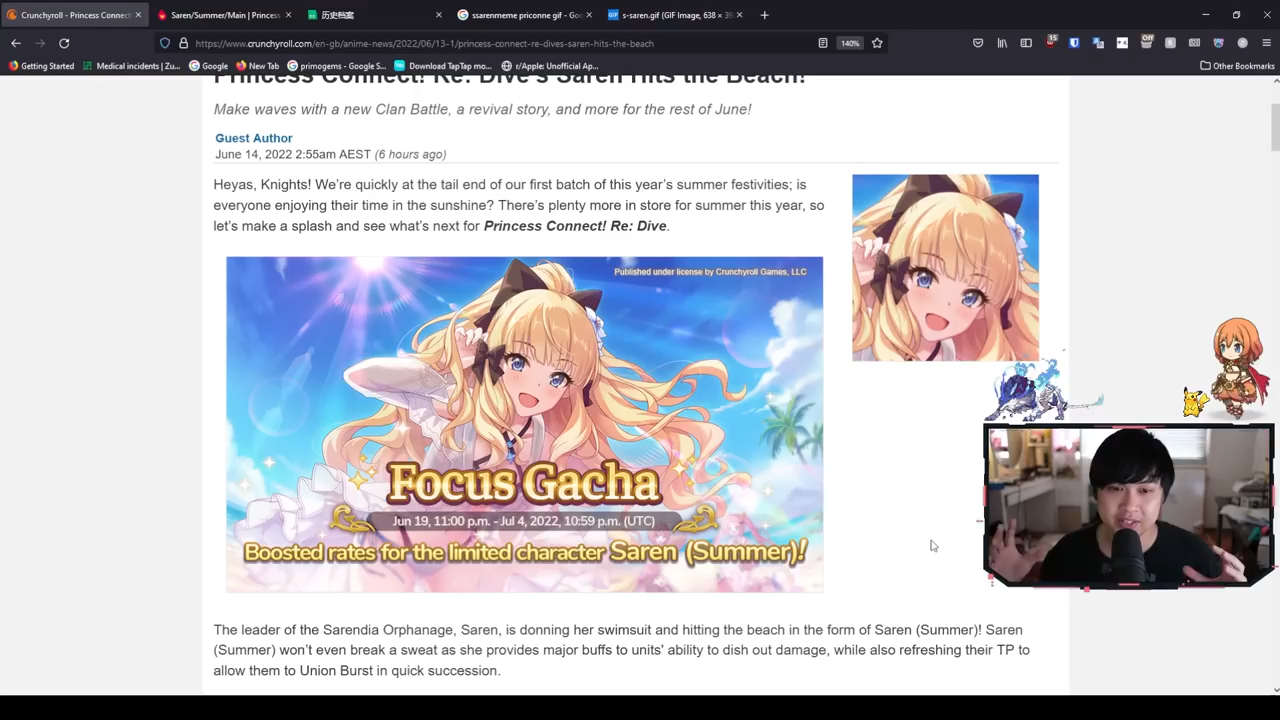 Crunchyroll - Princess Connect!
Saren/Summer/Main | Princess
历史档案
ssarenmeme priconne gif - Goo
s-saren.gif (GIF Image, 638 × 35
https://www.crunchyroll.com/en-gb/anime-news/2022/06/13-1/princess-connect-re-dives-saren-hits-the-beach
140%
15
Off
Getting Started
Medical incidents | Zu...
Google
New Tab
primogems - Google S...
Download TapTap mo...
r/Apple: Unofficial Ap...
Other Bookmarks
Princess Connect! Re: Dive's Saren Hits the Beach!
Make waves with a new Clan Battle, a revival story, and more for the rest of June!
Guest Author
June 14, 2022 2:55am AEST (6 hours ago)
Heyas, Knights! We're quickly at the tail end of our first batch of this year's summer festivities; is
everyone enjoying their time in the sunshine? There's plenty more in store for summer this year, so
let's make a splash and see what's next for Princess Connect! Re: Dive.
Published under license by Crunchyroll Games, LLC
Focus Gacha
Jun 19, 11:00 p.m. - Jul 4, 2022, 10:59 p.m. (UTC)
Boosted rates for the limited character Saren (Summer)!
The leader of the Sarendia Orphanage, Saren, is donning her swimsuit and hitting the beach in the form of Saren (Summer)! Saren
(Summer) won't even break a sweat as she provides major buffs to units' ability to dish out damage, while also refreshing their TP to
allow them to Union Burst in quick succession.